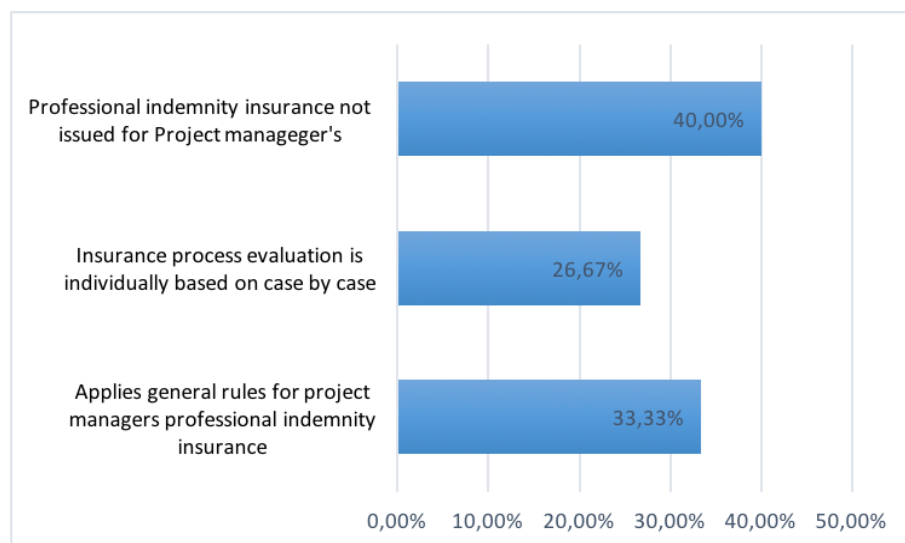 Professional indemnity insurance not
issued for Project manageger's
40,00%
Insurance process evaluation is
individually based on case by case
26,67%
Applies general rules for project
managers professional indemnity
insurance
33,33%
0,00% 10,00% 20,00% 30,00% 40,00% 50,00%